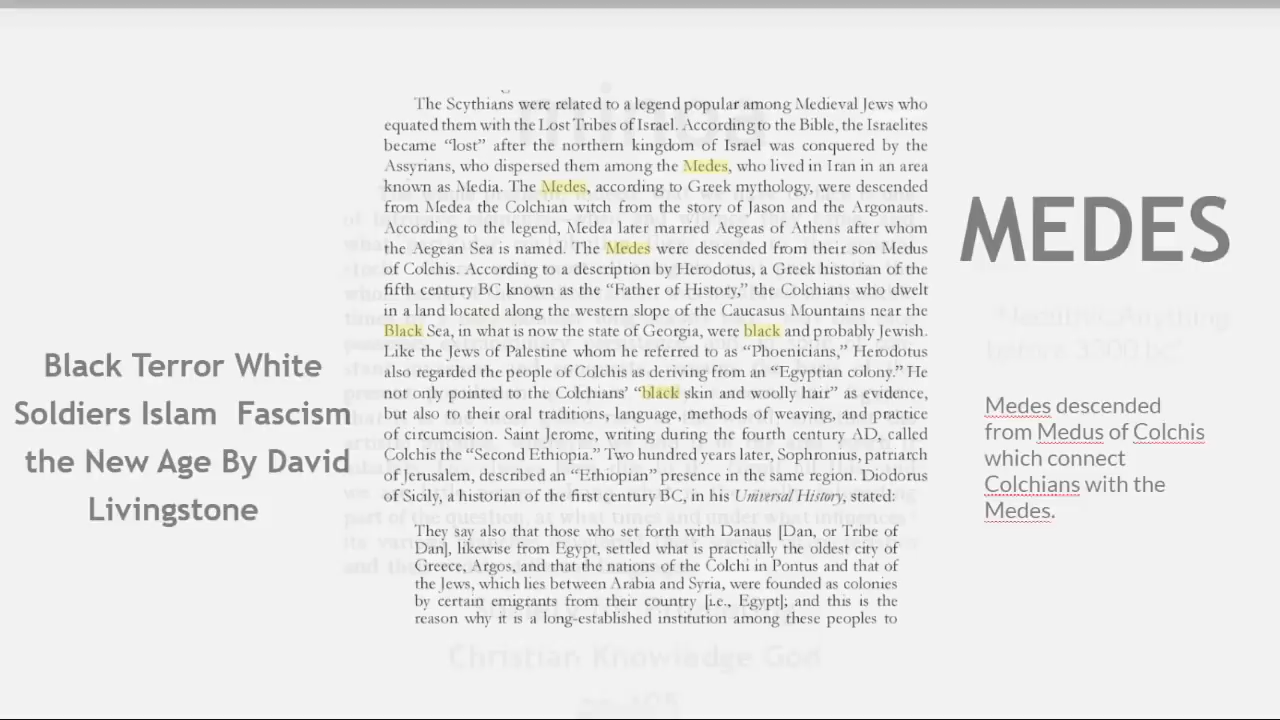 The Scythians were related to a legend popular among Medieval Jews who
equated them with the Lost Tribes of Israel. According to the Bible, the Israelites
became “lost” after the northern kingdom of Israel was conquered by the
Assyrians, who dispersed them among the Medes, who lived in Iran in an area
known as Media. The Medes, according to Greek mythology, were descended
from Medea the Colchian witch from the story of Jason and the Argonauts.
According to the legend, Medea later married Aegeas of Athens after whom
the Aegean Sea is named. The Medes were descended from their son Medus
of Colchis. According to a description by Herodotus, a Greek historian of the
fifth century BC known as the “Father of History,” the Colchians who dwelt
in a land located along the western slope of the Caucasus Mountains near the
Black Sea, in what is now the state of Georgia, were black and probably Jewish.
Like the Jews of Palestine whom he referred to as “Phoenicians,” Herodotus
also regarded the people of Colchis as deriving from an “Egyptian colony.” He
not only pointed to the Colchians’ “black skin and woolly hair” as evidence,
but also to their oral traditions, language, methods of weaving, and practice
of circumcision. Saint Jerome, writing during the fourth century AD, called
Colchis the “Second Ethiopia.” Two hundred years later, Sophronius, patriarch
of Jerusalem, described an “Ethiopian” presence in the same region. Diodorus
of Sicily, a historian of the first century BC, in his Universal History, stated:
They say also that those who set forth with Danaus [Dan, or Tribe of
Dan], likewise from Egypt, settled what is practically the oldest city of
Greece, Argos, and that the nations of the Colchi in Pontus and that of
the Jews, which lies between Arabia and Syria, were founded as colonies
by certain emigrants from their country [i.e., Egypt]; and this is the
reason why it is a long-established institution among these peoples to
Black Terror White
Soldiers Islam Fascism
the New Age By David
Livingstone
MEDES
Medes descended
from Medus of Colchis
which connect
Colchians with the
Medes.
Christian Knowledge God